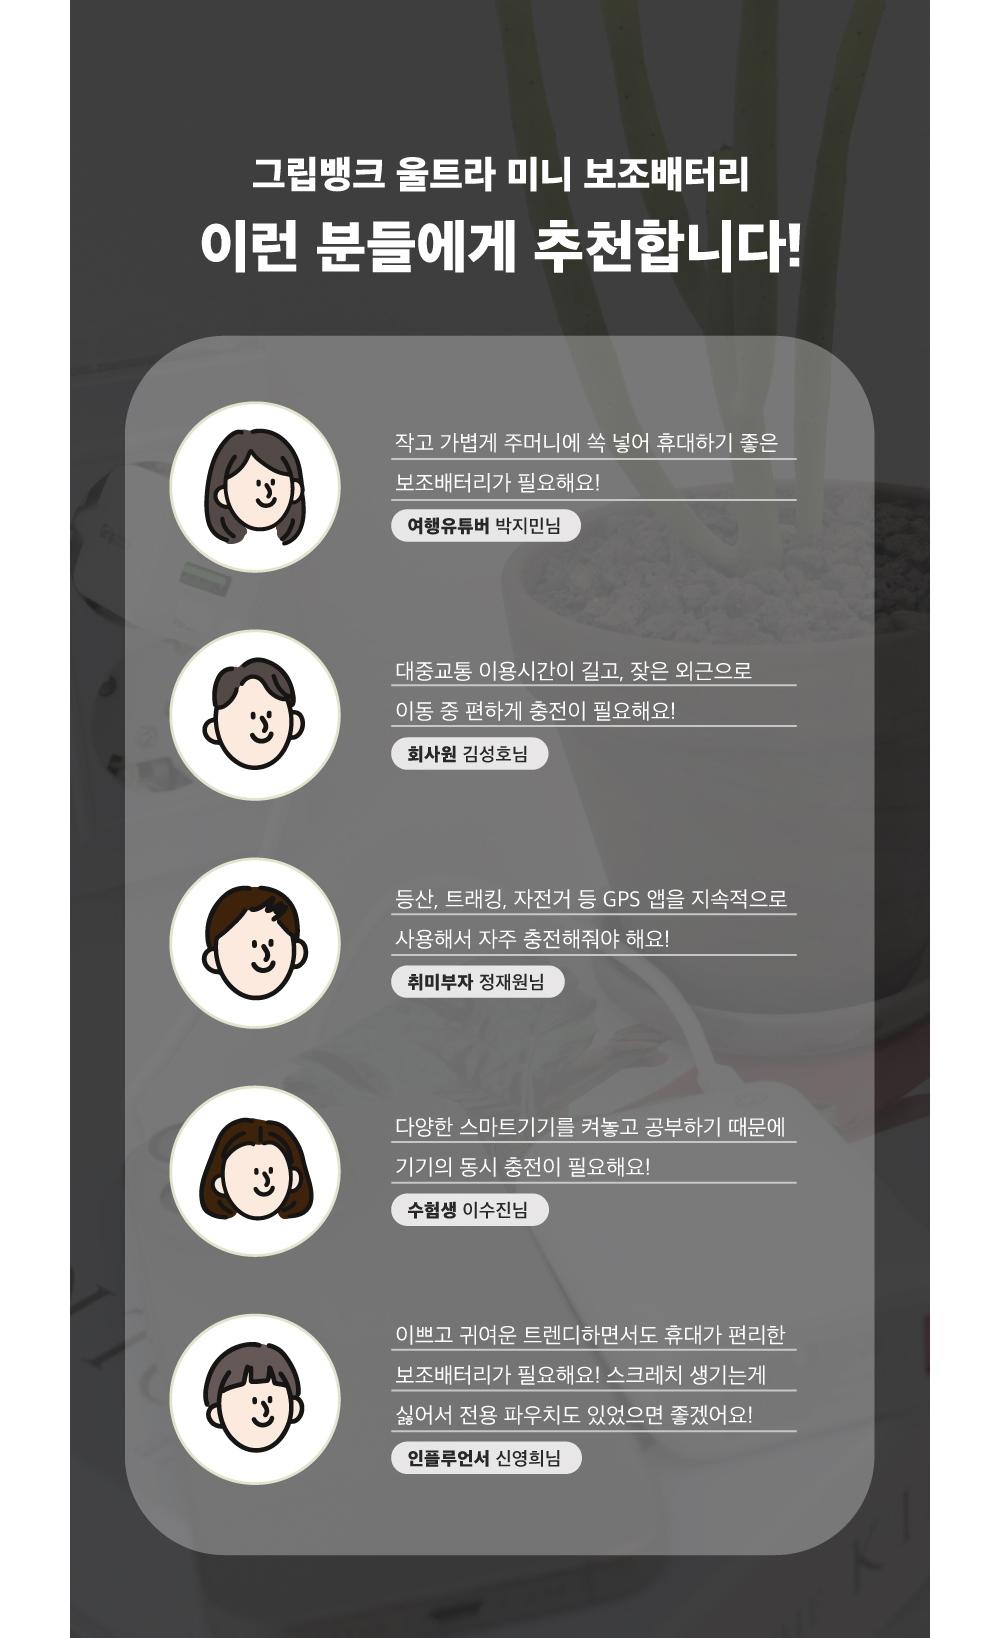 그립뱅크 울트라 미니 보조배터리
이런 분들에게 추천합니다!
작고 가볍게 주머니에 쏙 넣어 휴대하기 좋은
보조배터리가 필요해요!
여행유튜버 박지민님
대중교통 이용시간이 길고, 잦은 외근으로
이동 중 편하게 충전이 필요해요!
회사원 김성호님
등산, 트래킹, 자전거 등 GPS 앱을 지속적으로
사용해서 자주 충전해줘야 해요!
취미부자 정재원님
다양한 스마트기기를 켜놓고 공부하기 때문에
기기의 동시 충전이 필요해요!
수험생 이수진님
이쁘고 귀여운 트렌디하면서도 휴대가 편리한
보조배터리가 필요해요! 스크레치 생기는게
싫어서 전용 파우치도 있었으면 좋겠어요!
인플루언서 신영희님